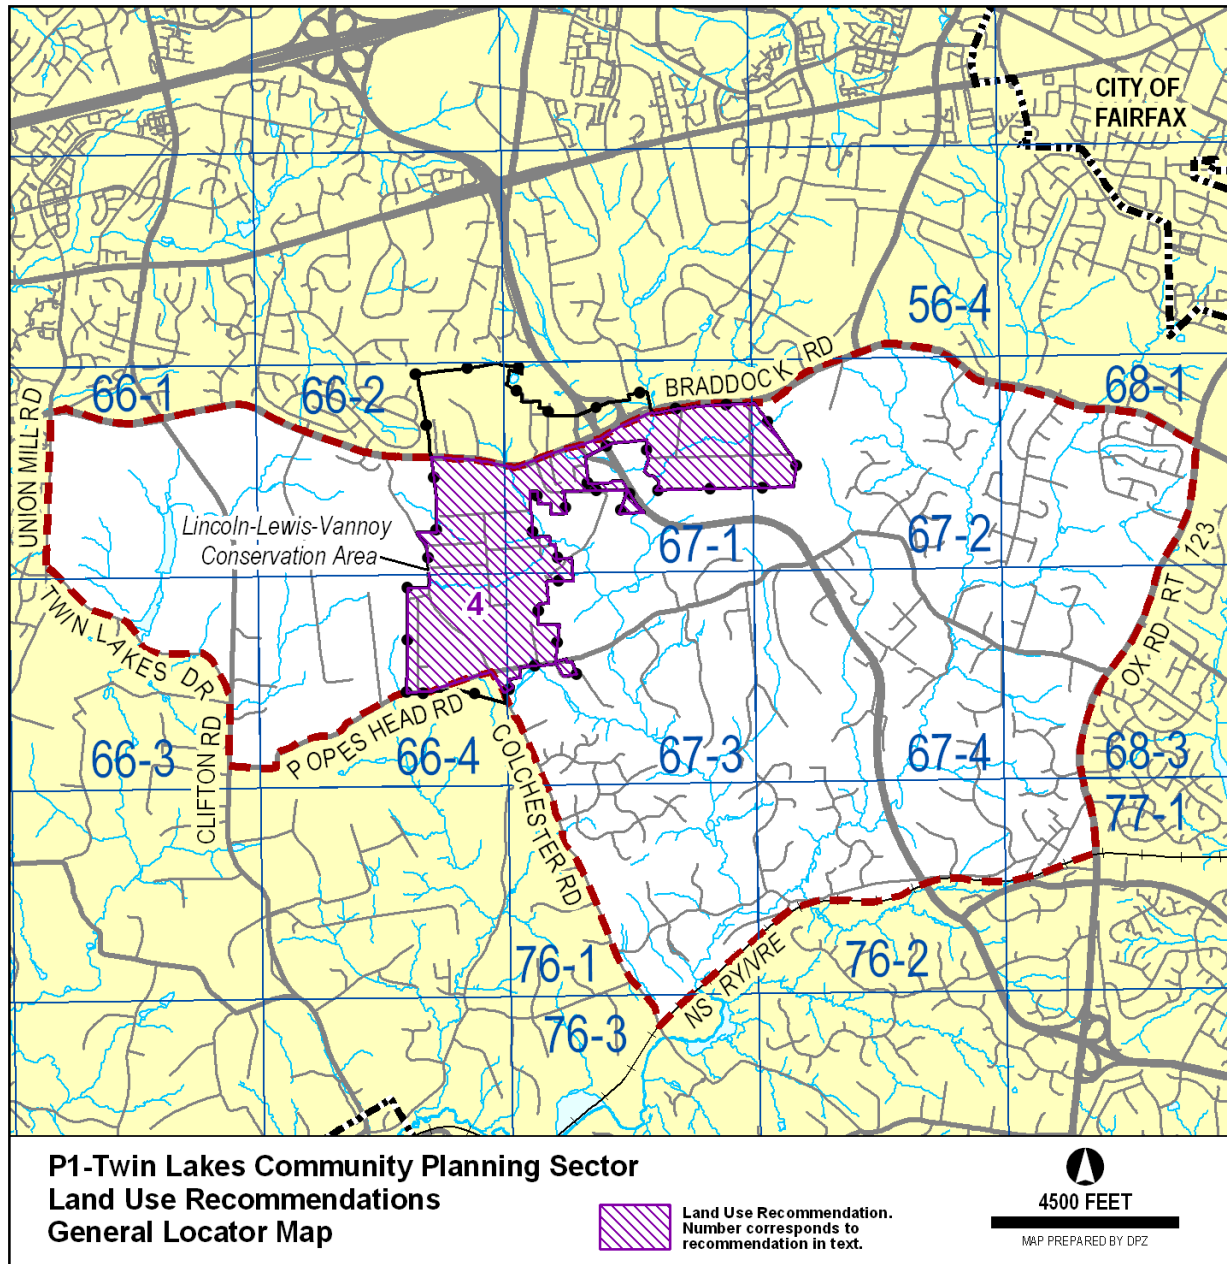 CITY OF
FAIRFAX
56-4
BRADDOCK RD
66-1
66-2
68-1
UNION MILL RD
Lincoln-Lewis-Vannoy
Conservation Area
67-1
67-2
RT 123
4
TWIN LAKES DR
OX RD
CLIFTON RD
POPES HEAD RD
66-3
66-4
COLCHESTER RD
67-3
67-4
68-3
77-1
76-1
NS RY/VRE
76-2
76-3
P1-Twin Lakes Community Planning Sector
Land Use Recommendations
General Locator Map
Land Use Recommendation.
Number corresponds to
recommendation in text.
4500 FEET
MAP PREPARED BY DPZ